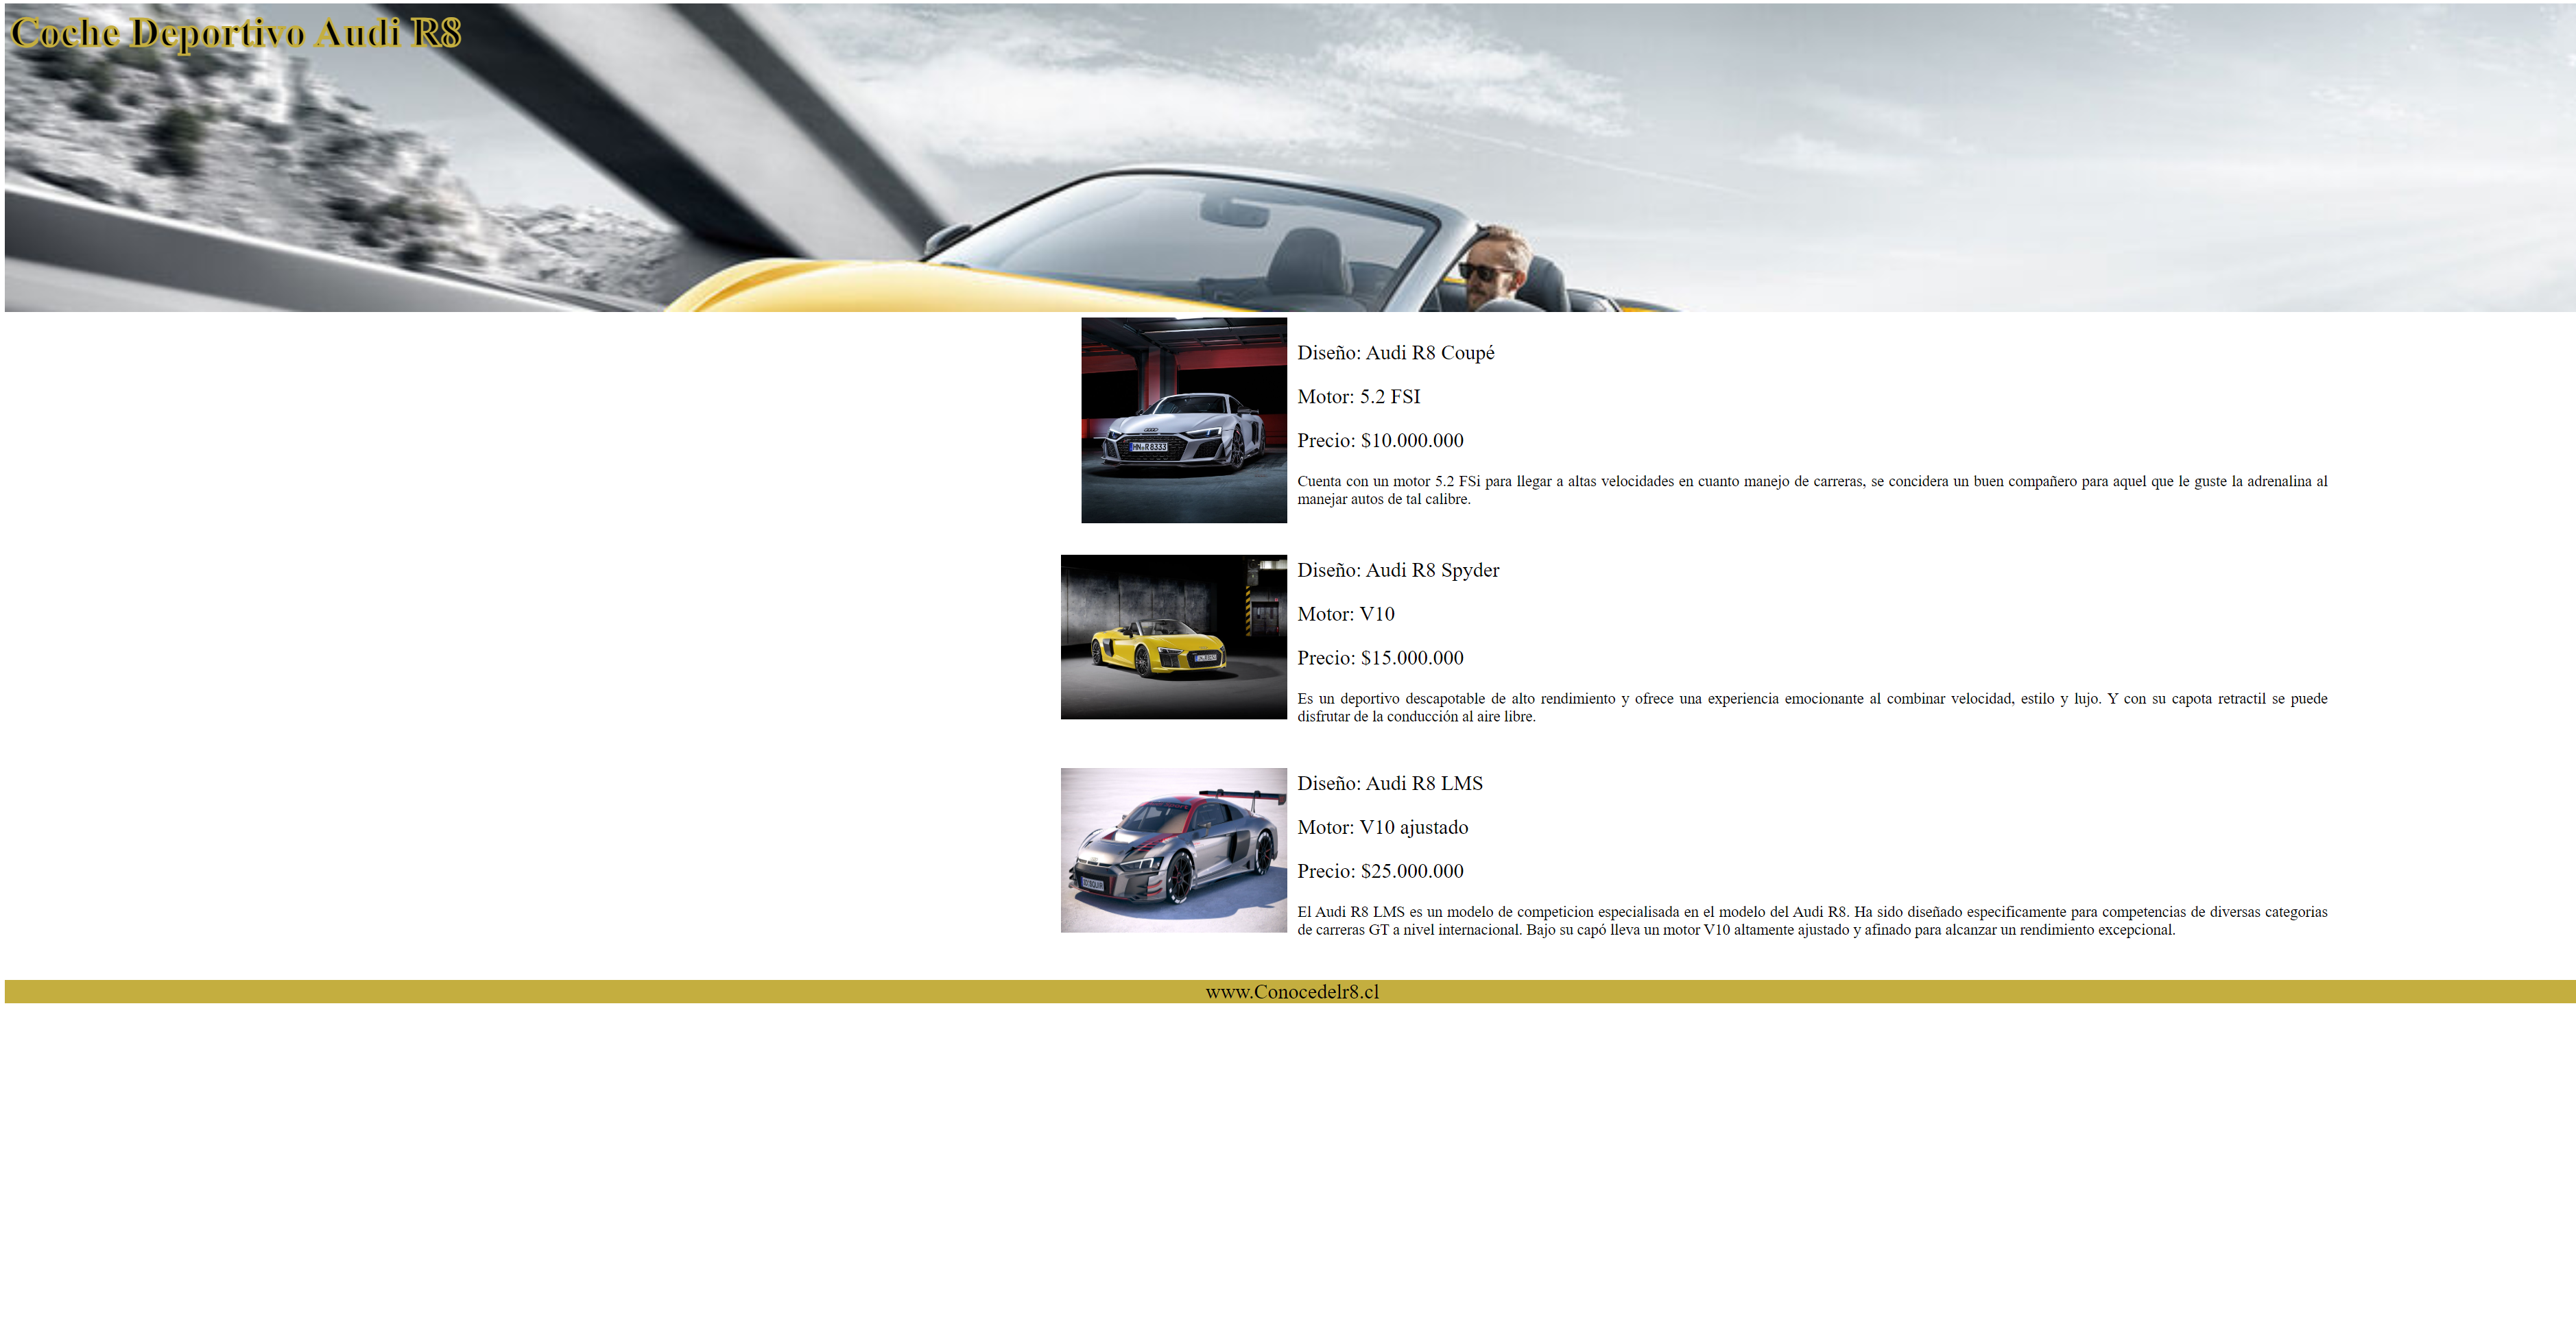 Coche Deportivo Audi R8
Diseño: Audi R8 Coupé
Motor: 5.2 FSI
Precio: $10.000.000
Cuenta con un motor 5.2 FSi para llegar a altas velocidades en cuanto manejo de carreras, se concidera un buen compañero para aquel que le guste la adrenalina al
manejar autos de tal calibre.
Diseño: Audi R8 Spyder
Motor: V10
Precio: $15.000.000
Es un deportivo descapotable de alto rendimiento y ofrece una experiencia emocionante al combinar velocidad, estilo y lujo. Y con su capota retractil se puede
disfrutar de la conducción al aire libre.
Diseño: Audi R8 LMS
Motor: V10 ajustado
Precio: $25.000.000
El Audi R8 LMS es un modelo de competicion especialisada en el modelo del Audi R8. Ha sido diseñado especificamente para competencias de diversas categorias
de carreras GT a nivel internacional. Bajo su capó lleva un motor V10 altamente ajustado y afinado para alcanzar un rendimiento excepcional.
www.Conocedelr8.cl